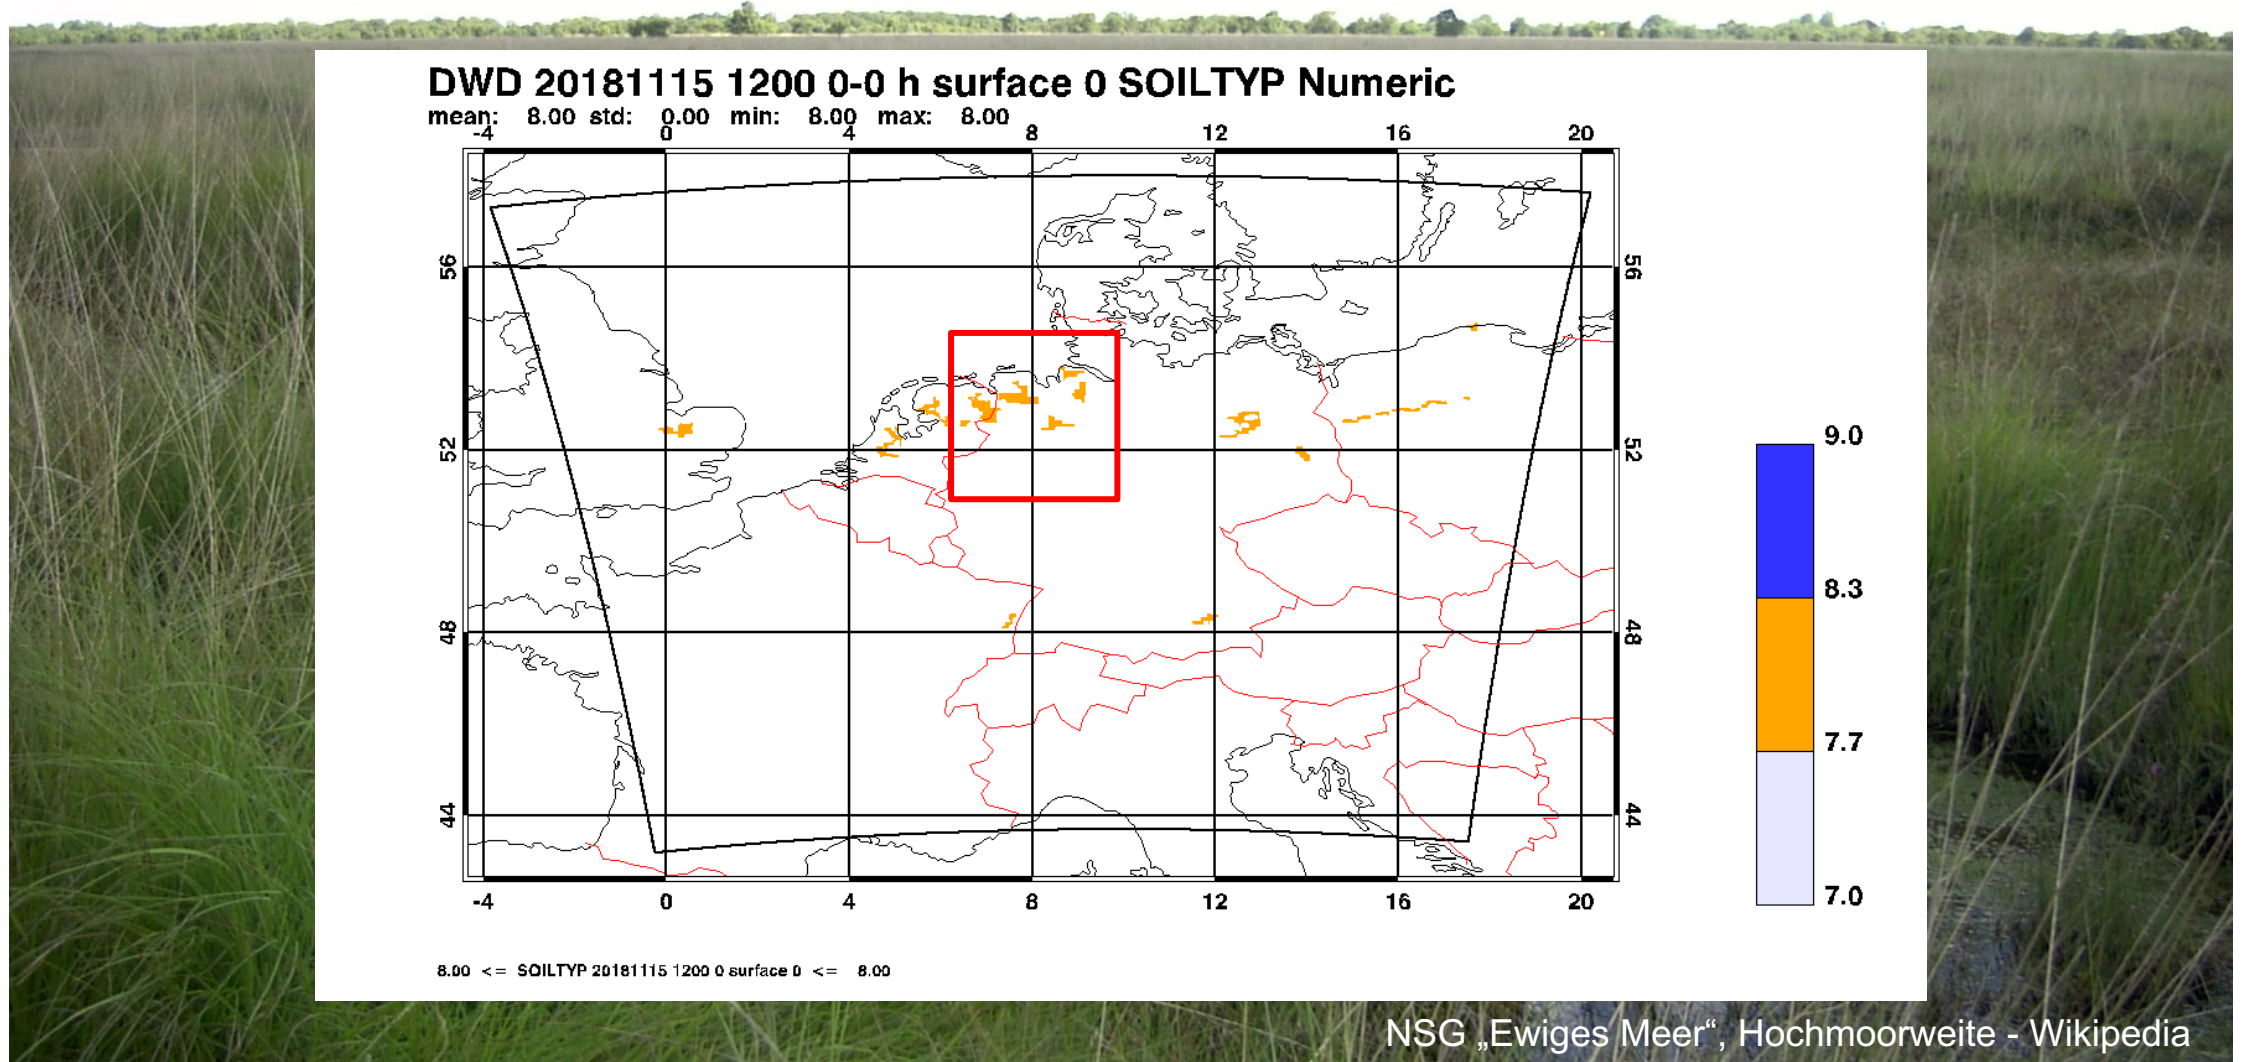 DWD 20181115 1200 0-0 h surface 0 SOILTYP Numeric
mean: 8.00 std: 0.00 min: 8.00 max: 8.00
-4 0 4 8 12 16 20
56 56
52 52
48 48
44 44
-4 0 4 8 12 16 20
9.0
8.3
7.7
7.0
8.00 <= SOILTYP 20181115 1200 0 surface 0 <= 8.00
NSG „Ewiges Meer“, Hochmoorweite - Wikipedia